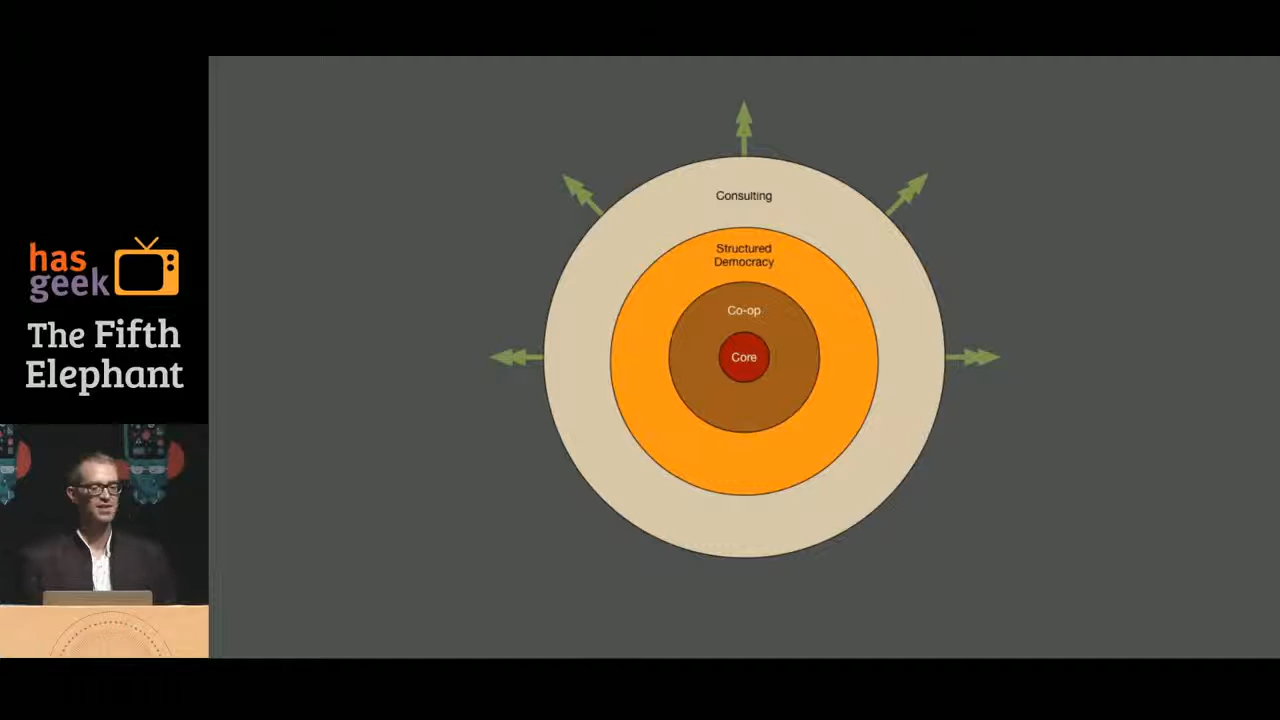 has
geek
The Fifth
Elephant
Consulting
Structured
Democracy
Co-op
Core